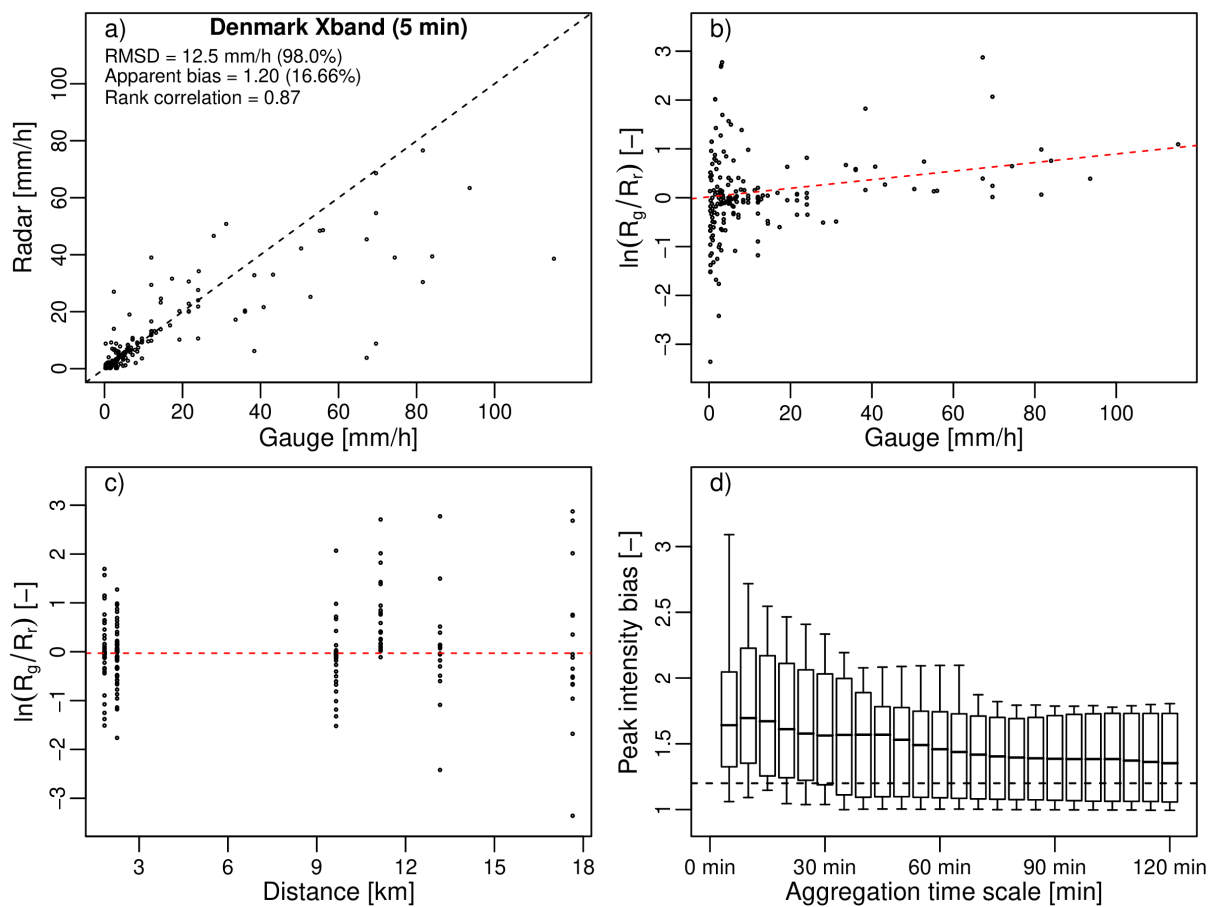 a)
Denmark Xband (5 min)
RMSD = 12.5 mm/h (98.0%)
Apparent bias = 1.20 (16.66%)
Rank correlation = 0.87
Radar [mm/h]
0
20
40
60
80
100
0 20 40 60 80 100
Gauge [mm/h]
b)
ln(Rg/Rr) [−]
−3
−2
−1
0
1
2
3
0 20 40 60 80 100
Gauge [mm/h]
c)
ln(Rg/Rr) [−]
−3
−2
−1
0
1
2
3
3 6 9 12 15 18
Distance [km]
d)
Peak intensity bias [−]
1
1.5
2
2.5
3
0 min 30 min 60 min 90 min 120 min
Aggregation time scale [min]